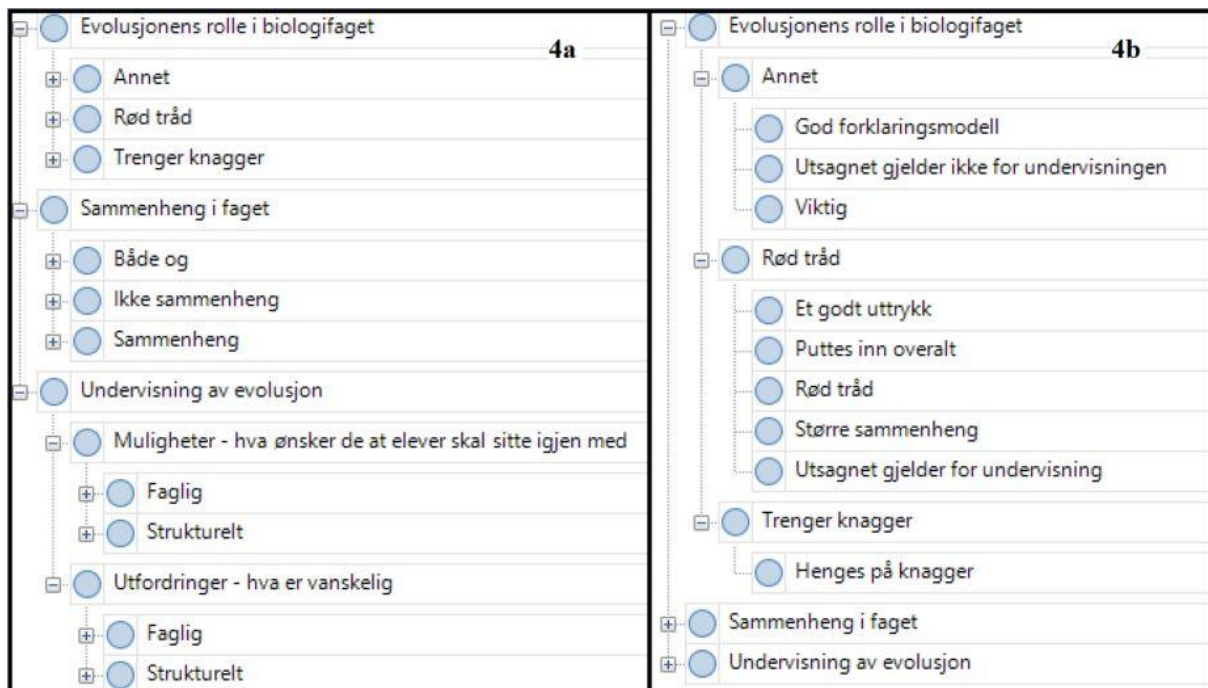 Evolusjonens rolle i biologifaget
4a
Annet
Rød tråd
Trenger knagger
Sammenheng i faget
Både og
Ikke sammenheng
Sammenheng
Undervisning av evolusjon
Muligheter - hva ønsker de at elever skal sitte igjen med
Faglig
Strukturelt
Utfordringer - hva er vanskelig
Faglig
Strukturelt
Evolusjonens rolle i biologifaget
4b
Annet
God forklaringsmodell
Utsagnet gjelder ikke for undervisningen
Viktig
Rød tråd
Et godt uttrykk
Puttes inn overalt
Rød tråd
Større sammenheng
Utsagnet gjelder for undervisning
Trenger knagger
Henges på knagger
Sammenheng i faget
Undervisning av evolusjon